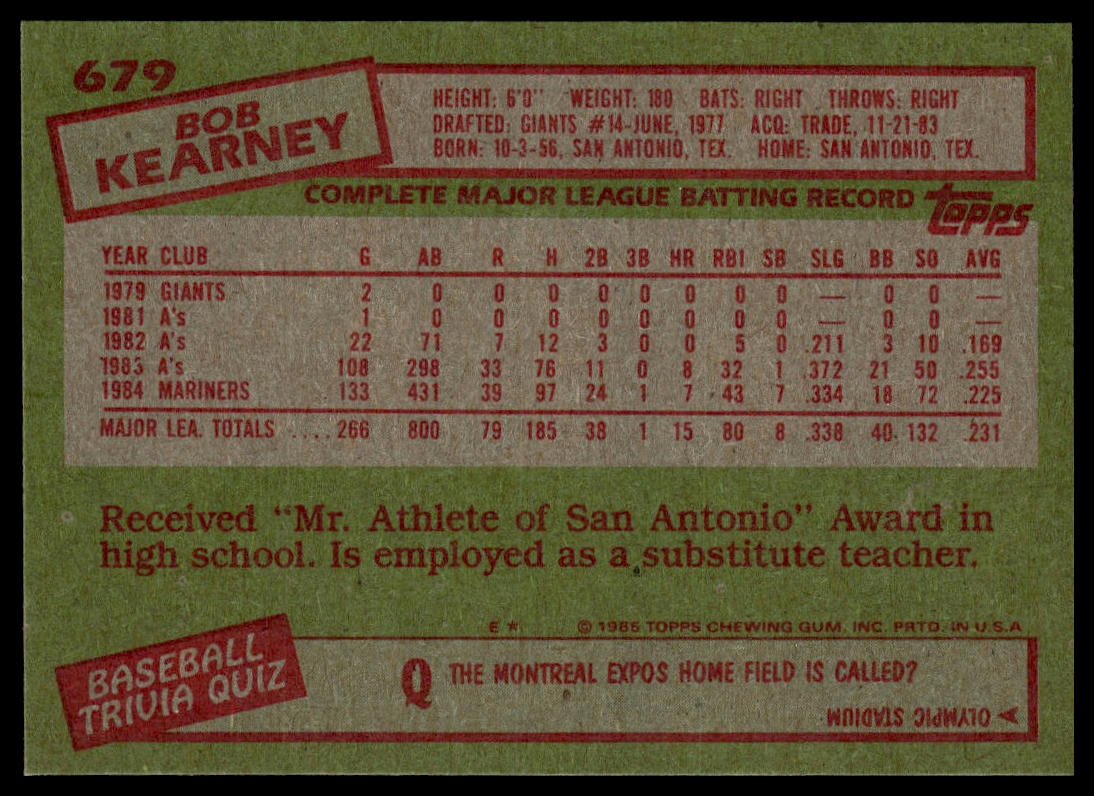 679
BOB
KEARNEY
HEIGHT: 6'0" WEIGHT: 180 BATS: RIGHT THROWS: RIGHT
DRAFTED: GIANTS #14-JUNE, 1977 ACQ: TRADE, 11-21-83
BORN: 10-3-56, SAN ANTONIO, TEX. HOME: SAN ANTONIO, TEX.
COMPLETE MAJOR LEAGUE BATTING RECORD topps
YEAR CLUB G AB R H 2B 3B HR RBI SB SLG BB SO AVG
1979 GIANTS 2 0 0 0 0 0 0 0 0 — 0 0 —
1981 A's 1 0 0 0 0 0 0 0 0 — 0 0 —
1982 A's 22 71 7 12 3 0 0 5 0 .211 3 10 .169
1983 A's 108 298 33 76 11 0 8 32 1 .372 21 50 .255
1984 MARINERS 133 431 39 97 24 1 7 43 7 .334 18 72 .225
MAJOR LEA. TOTALS ....266 800 79 185 38 1 15 80 8 .338 40 132 .231
Received "Mr. Athlete of San Antonio" Award in
high school. Is employed as a substitute teacher.
E* © 1985 TOPPS CHEWING GUM, INC. PRTD. IN U.S.A
BASEBALL
TRIVIA QUIZ
Q THE MONTREAL EXPOS HOME FIELD IS CALLED?
A OLYMPIC STADIUM